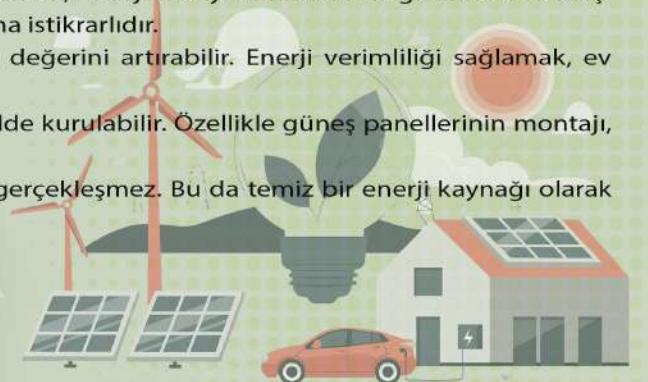 na istikrarlıdır.
değerini artırabilir. Enerji verimliliği sağlamak, ev
lde kurulabilir. Özellikle güneş panellerinin montajı,
gerçekleşmez. Bu da temiz bir enerji kaynağı olarak